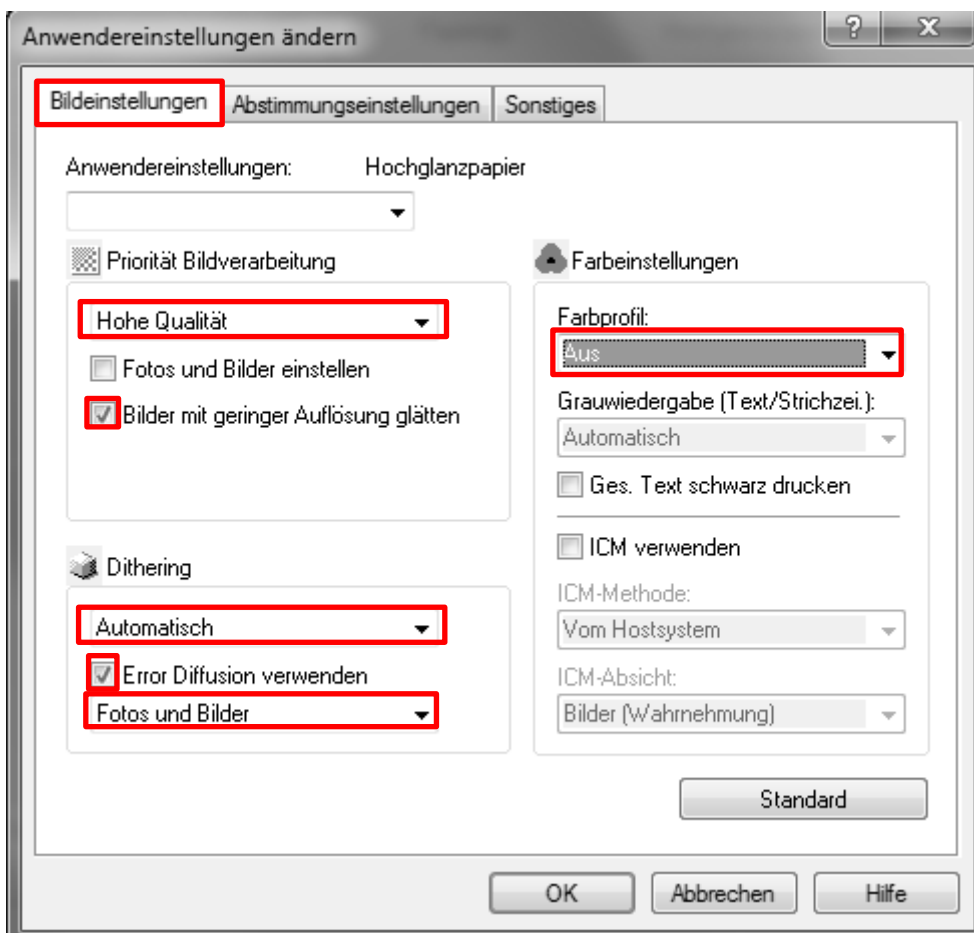 Anwendereinstellungen ändern
Bildeinstellungen Abstimmungseinstellungen Sonstiges
Anwendereinstellungen: Hochglanzpapier
Priorität Bildverarbeitung
Hohe Qualität
Fotos und Bilder einstellen
Bilder mit geringer Auflösung glätten
Dithering
Automatisch
Error Diffusion verwenden
Fotos und Bilder
Farbeinstellungen
Farbprofil:
Aus
Grauwiedergabe (Text/Strichzei.):
Automatisch
Ges. Text schwarz drucken
ICM verwenden
ICM-Methode:
Vom Hostsystem
ICM-Absicht:
Bilder (Wahrnehmung)
Standard
OK Abbrechen Hilfe